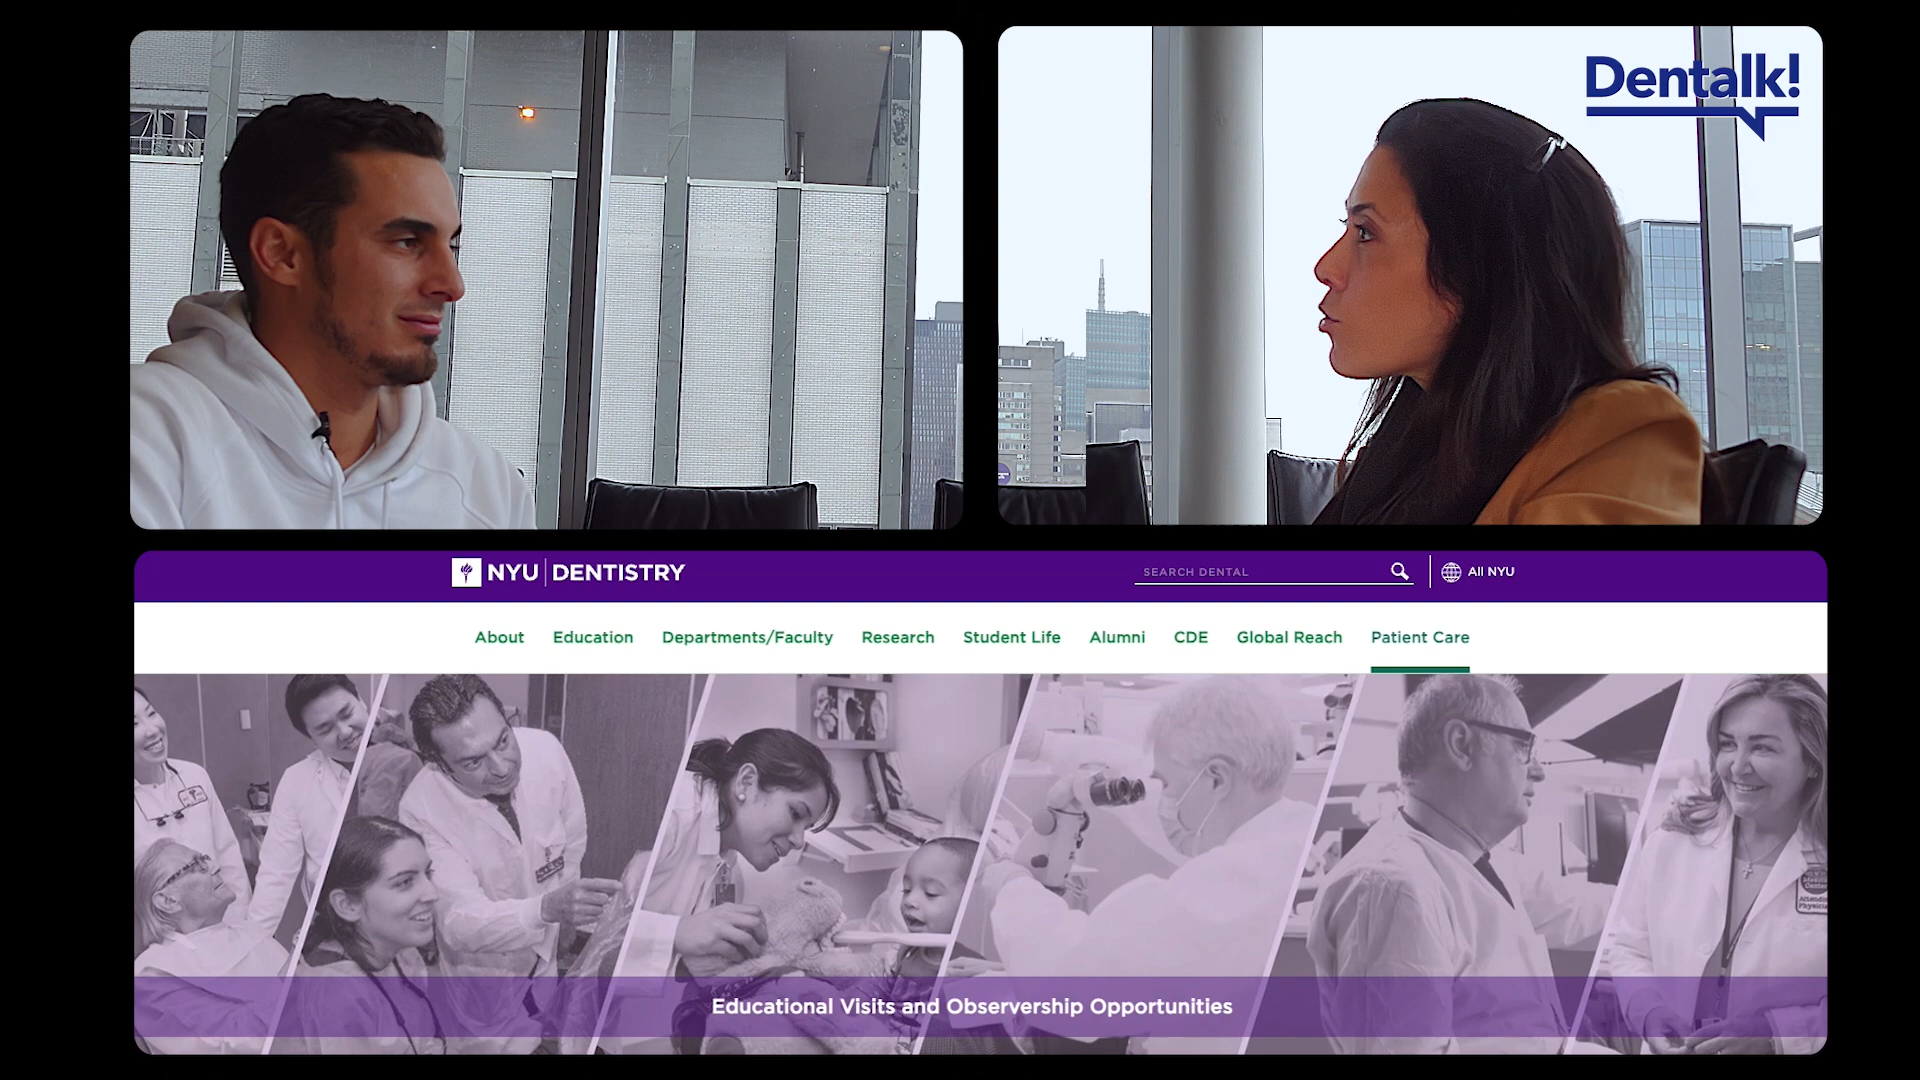 Dentalk!
NYU DENTISTRY
SEARCH DENTAL
All NYU
About Education Departments/Faculty Research Student Life Alumni CDE Global Reach Patient Care
Educational Visits and Observership Opportunities